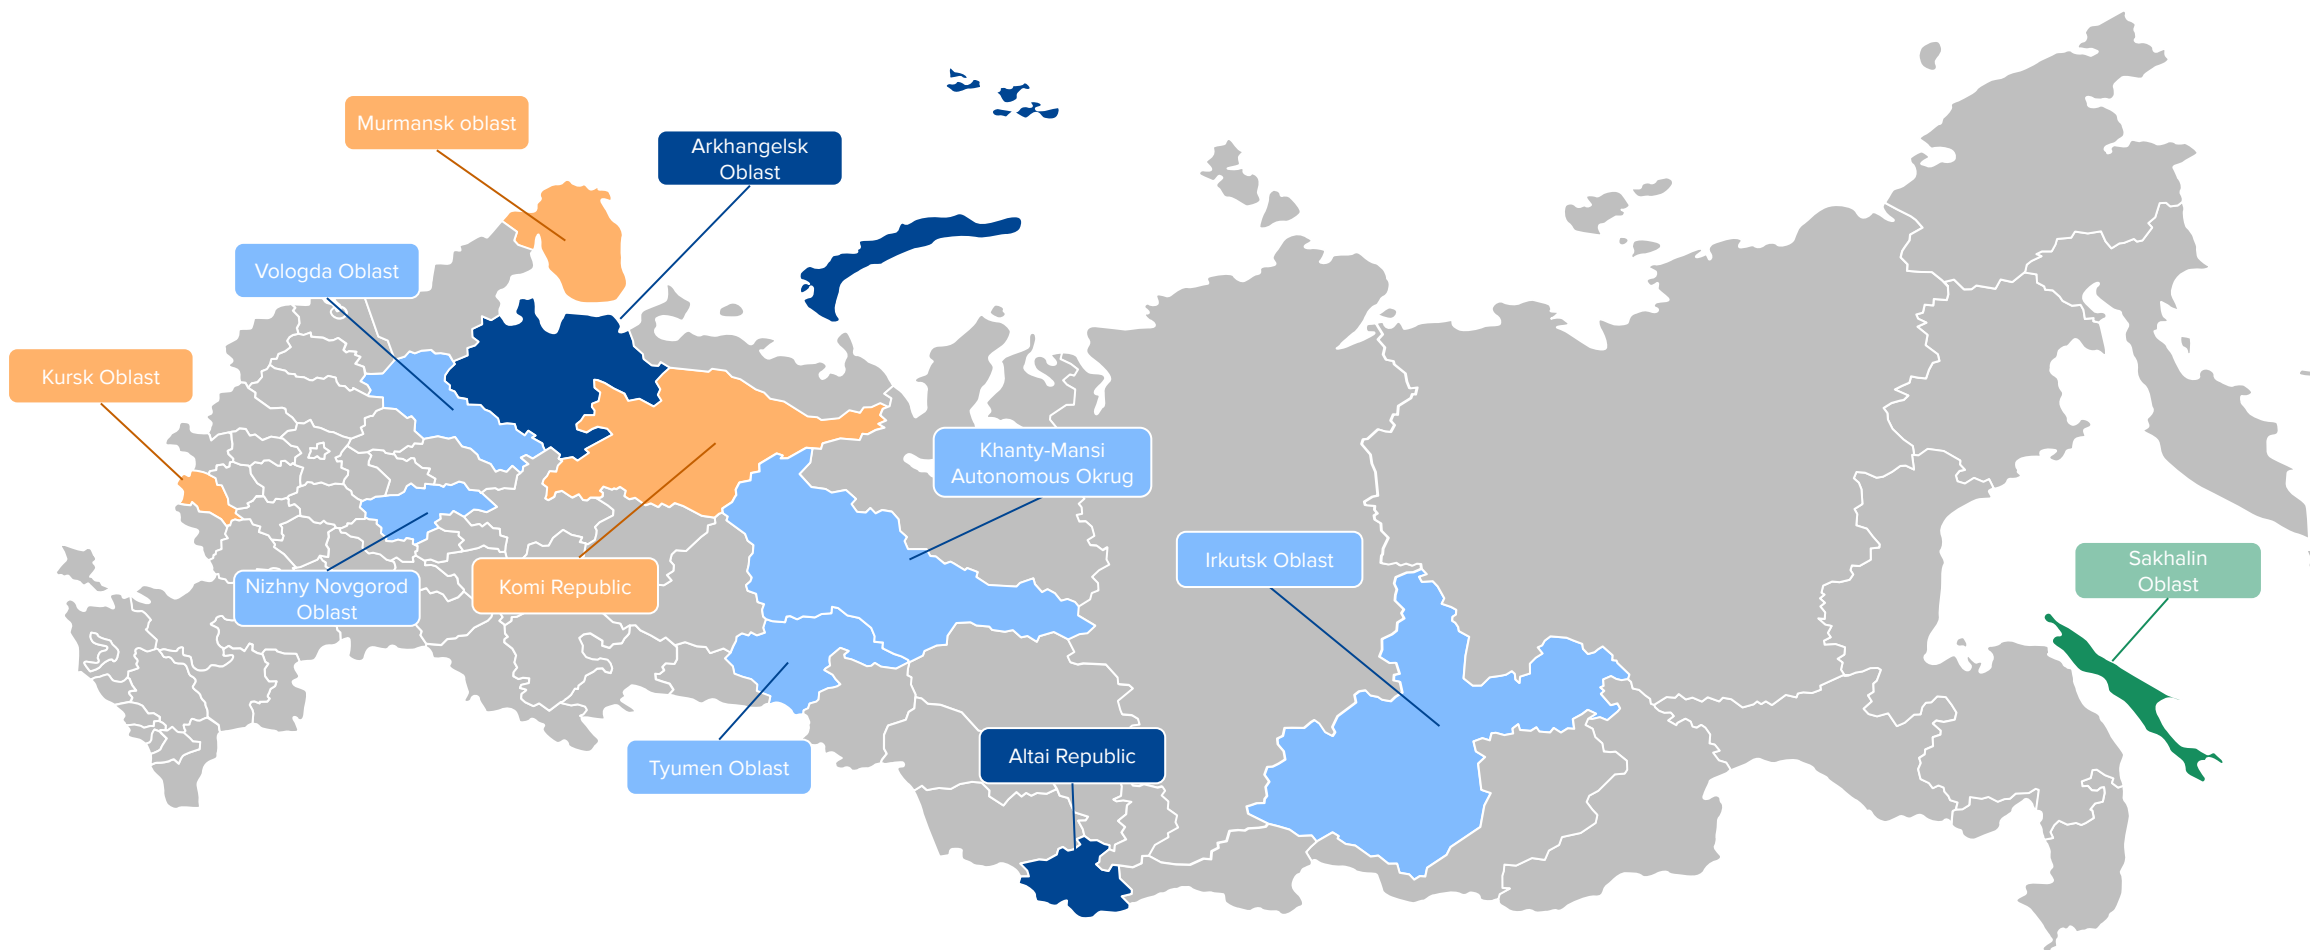 Murmansk oblast
Arkhangelsk
Oblast
Vologda Oblast
Kursk Oblast
Khanty-Mansi
Autonomous Okrug
Irkutsk Oblast
Sakhalin
Oblast
Nizhny Novgorod
Oblast
Komi Republic
Tyumen Oblast
Altai Republic